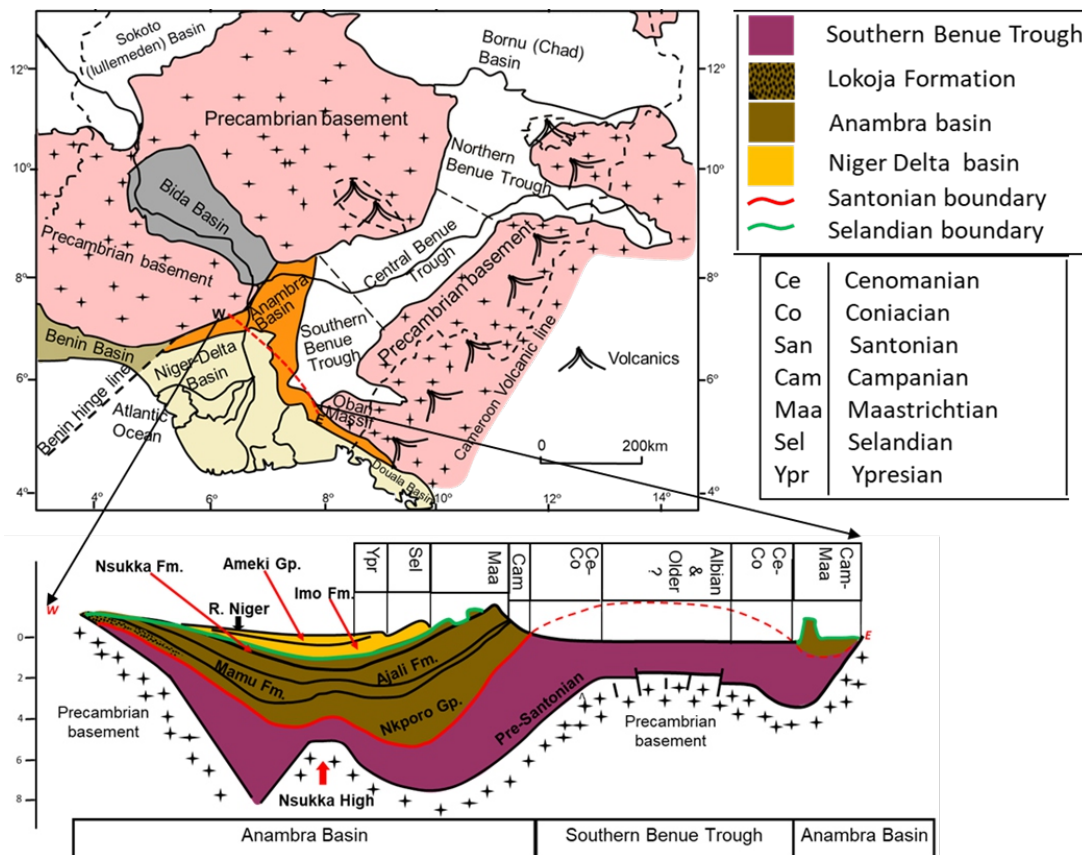 Sokoto
(Iullemeden) Basin
Bornu (Chad)
Basin
12°
12°
Precambrian basement
10°
10°
Northern
Benue Trough
Bida Basin
Precambrian basement
Central Benue
Trough
Precambrian basement
8°
8°
W
Anambra
Basin
Southern
Benue
Trough
Benin Basin
Niger-Delta
Basin
Volcanics
6°
6°
Benin hinge line
Atlantic
Ocean
Oban
Massif
E
Cameroon Volcanic line
0 200km
Douala Basin
4°
4°
4° 6° 8° 10° 12° 14°
Southern Benue Trough
Lokoja Formation
Anambra basin
Niger Delta basin
Santonian boundary
Selandian boundary
Ce Cenomanian
Co Coniacian
San Santonian
Cam Campanian
Maa Maastrichtian
Sel Selandian
Ypr Ypresian
Ypr
Sel
Maa
Cam
Ce-
Co
Albian
&
Older
?
Ce-
Co
Cam-
Maa
Nsukka Fm.
Ameki Gp.
Imo Fm.
R. Niger
W
E
0
2
4
6
8
Mamu Fm.
Ajali Fm.
Nkporo Gp.
Pre-Santonian
Precambrian
basement
Precambrian
basement
Nsukka High
Anambra Basin
Southern Benue Trough
Anambra Basin